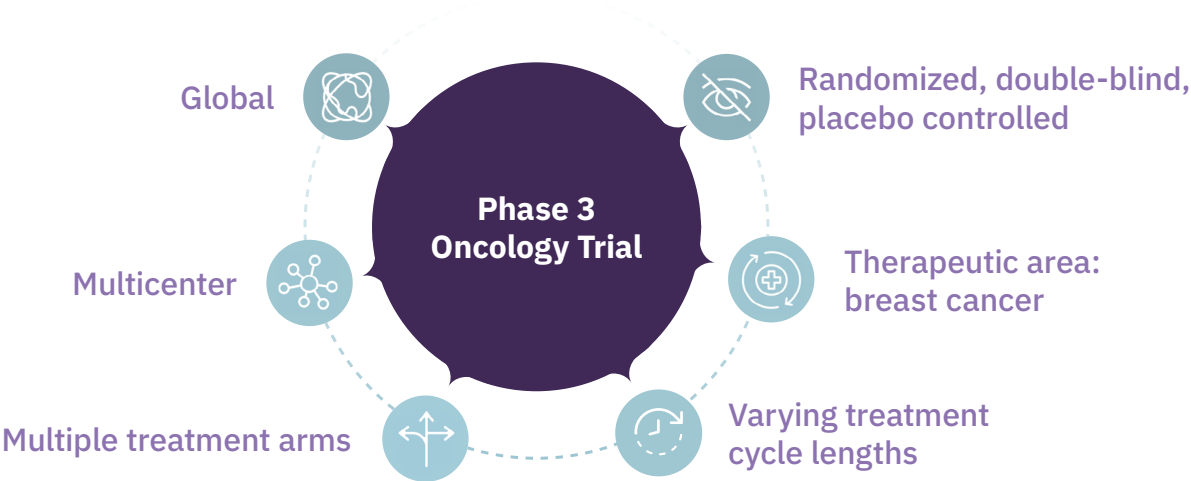 Global
Randomized, double-blind,
placebo controlled
Phase 3
Oncology Trial
Multicenter
Therapeutic area:
breast cancer
Multiple treatment arms
Varying treatment
cycle lengths